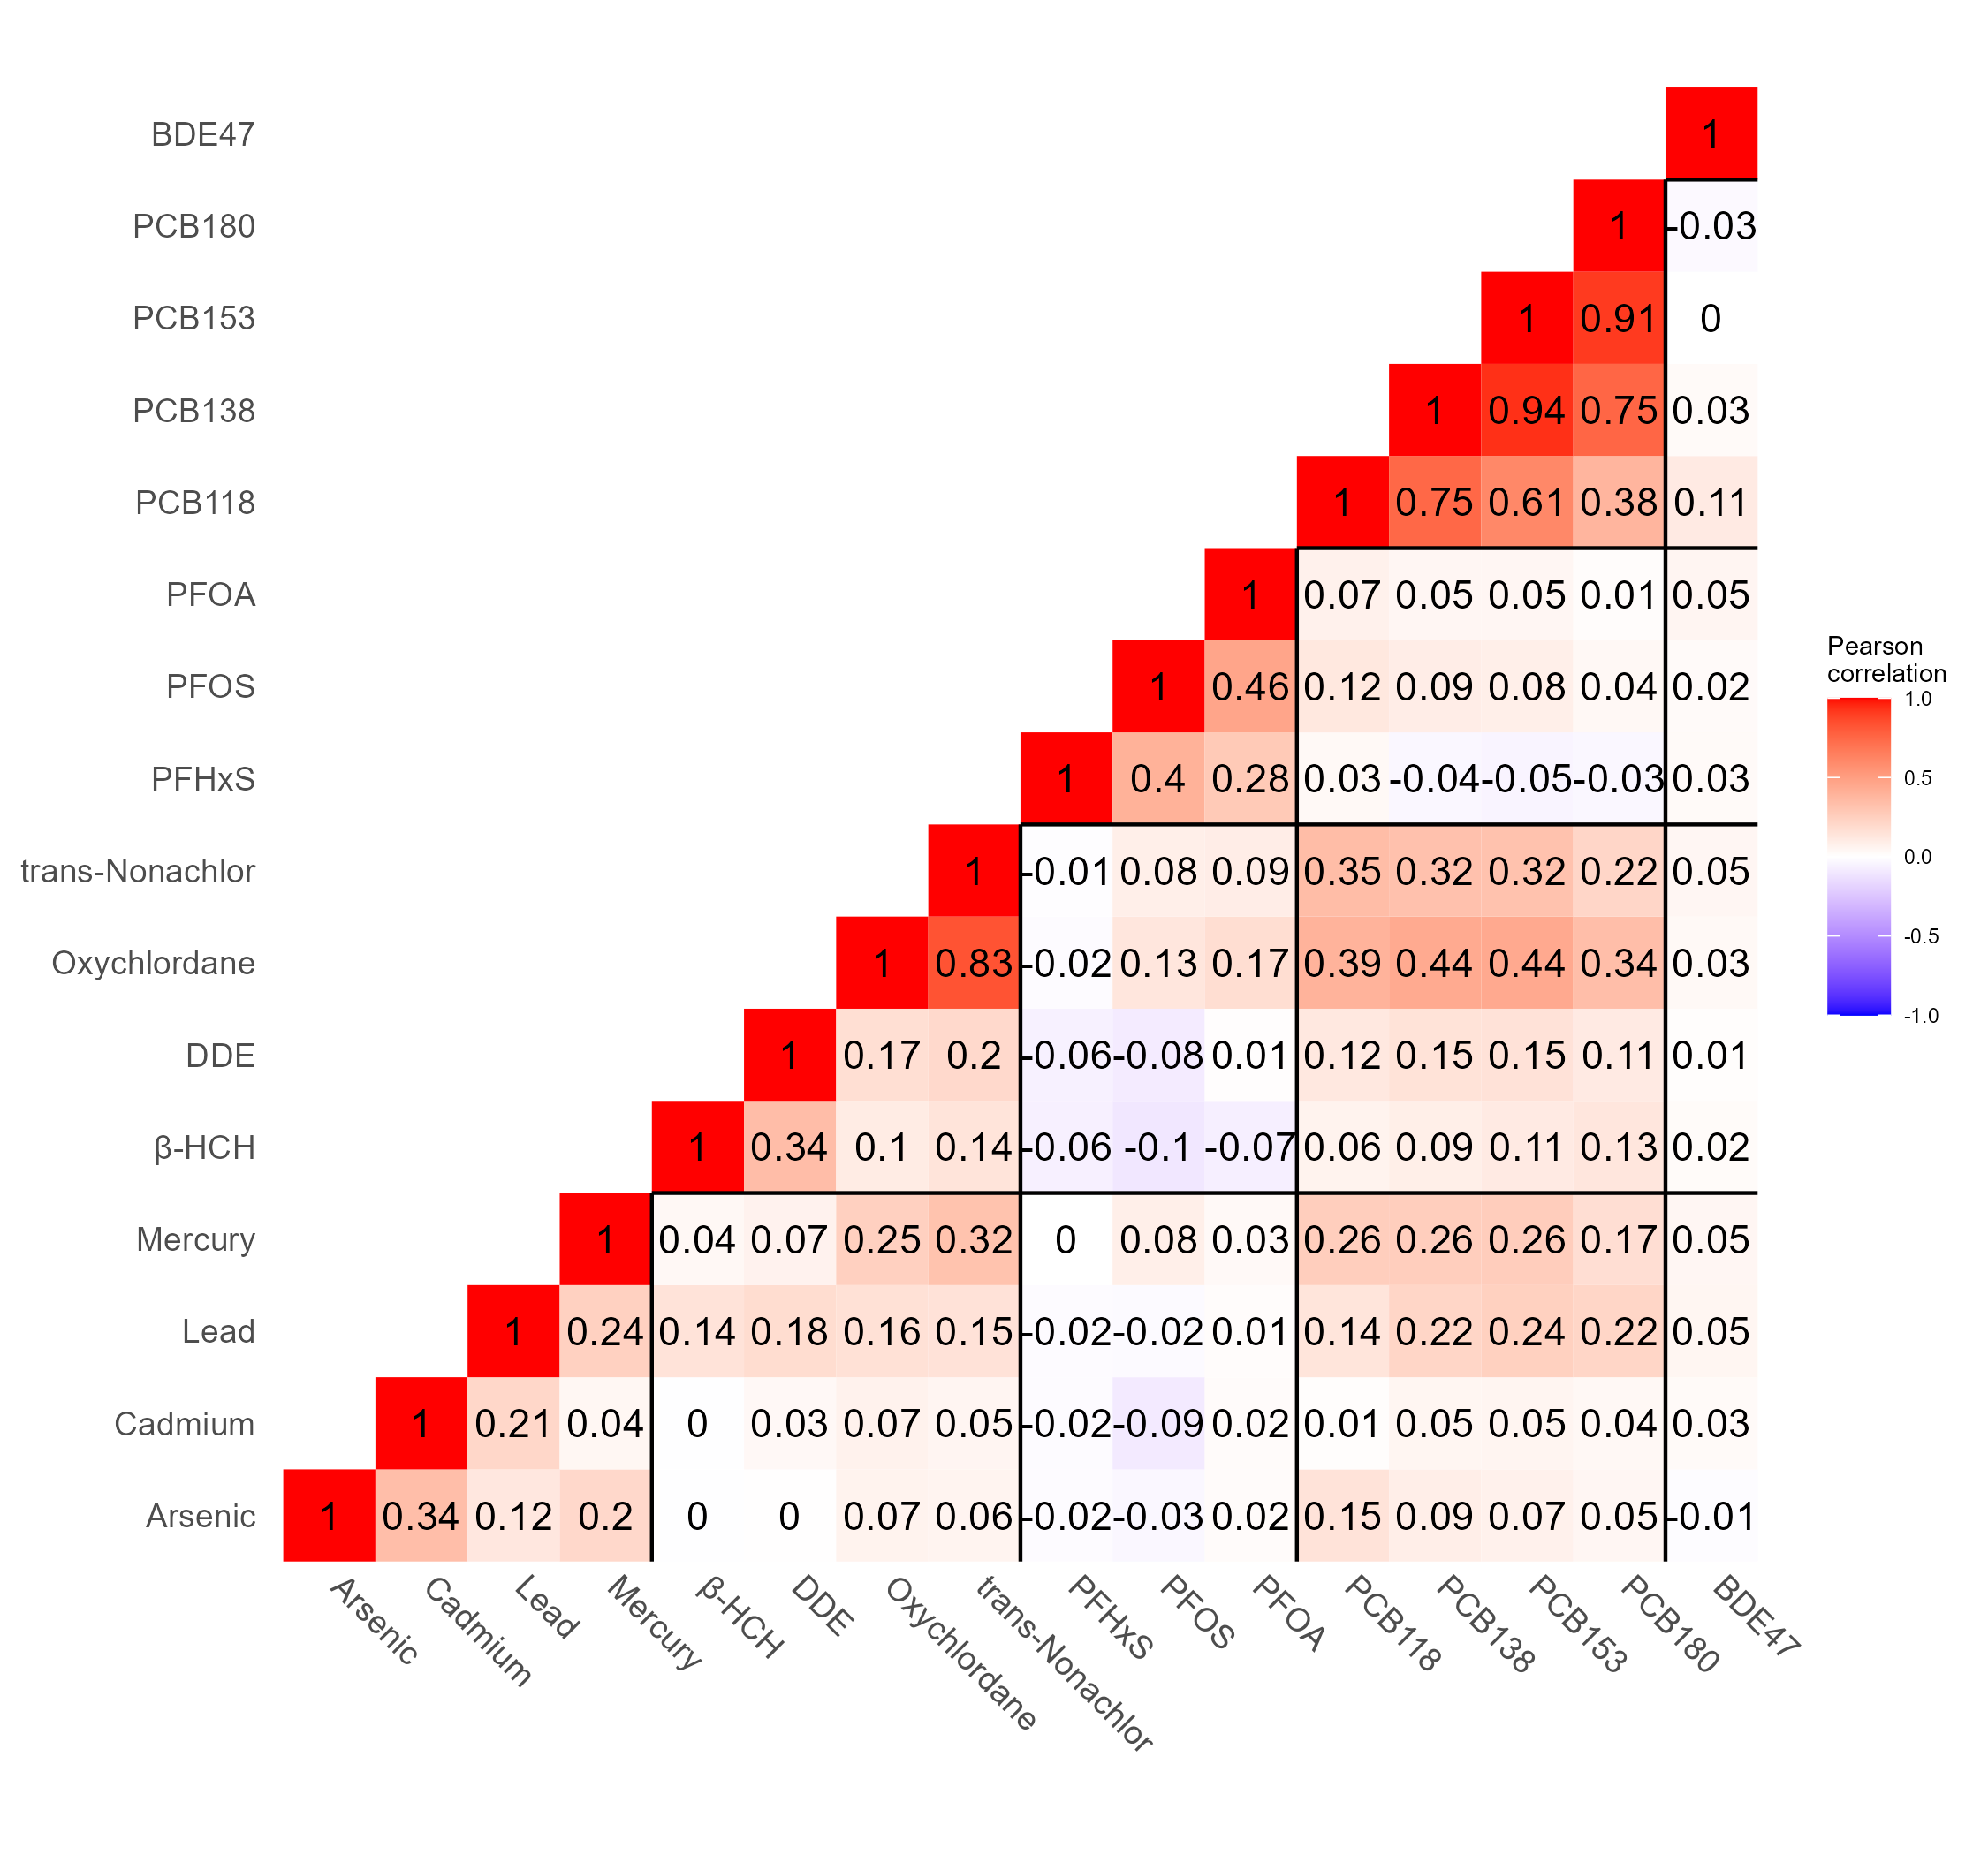 BDE47 1
PCB180 1 -0.03
PCB153 1 0.91 0
PCB138 1 0.94 0.75 0.03
PCB118 1 0.75 0.61 0.38 0.11
PFOA 1 0.07 0.05 0.05 0.01 0.05
PFOS 1 0.46 0.12 0.09 0.08 0.04 0.02
PFHxS 1 0.4 0.28 0.03 -0.04 -0.05 -0.03 0.03
trans-Nonachlor 1 -0.01 0.08 0.09 0.35 0.32 0.32 0.22 0.05
Oxychlordane 1 0.83 -0.02 0.13 0.17 0.39 0.44 0.44 0.34 0.03
DDE 1 0.17 0.2 -0.06 -0.08 0.01 0.12 0.15 0.15 0.11 0.01
β-HCH 1 0.34 0.1 0.14 -0.06 -0.1 -0.07 0.06 0.09 0.11 0.13 0.02
Mercury 1 0.04 0.07 0.25 0.32 0 0.08 0.03 0.26 0.26 0.26 0.17 0.05
Lead 1 0.24 0.14 0.18 0.16 0.15 -0.02 -0.02 0.01 0.14 0.22 0.24 0.22 0.05
Cadmium 1 0.21 0.04 0 0.03 0.07 0.05 -0.02 -0.09 0.02 0.01 0.05 0.05 0.04 0.03
Arsenic 1 0.34 0.12 0.2 0 0 0.07 0.06 -0.02 -0.03 0.02 0.15 0.09 0.07 0.05 -0.01
Arsenic Cadmium Lead Mercury β-HCH DDE Oxychlordane trans-Nonachlor PFHxS PFOS PFOA PCB118 PCB138 PCB153 PCB180 BDE47
Pearson
correlation
1.0
0.5
0.0
-0.5
-1.0